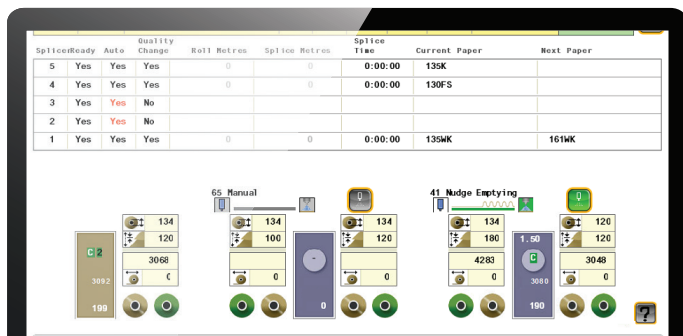 Quality Splice
SplicerReady Auto Change Roll Metres Splice Metres Time Current Paper Next Paper
5 Yes Yes Yes 0 0 0:00:00 135K
4 Yes Yes Yes 0 0 0:00:00 130FS
3 Yes Yes No
2 Yes Yes No
1 Yes Yes Yes 0 0 0:00:00 135WK 161WK
65 Manual 41 Nudge Emptying
134 134 134 134 120
120 100 120 180 1.50 120
C 2 - C
3068 4283 3048
3092 0 0 0 3080 0
199 0 190 ?